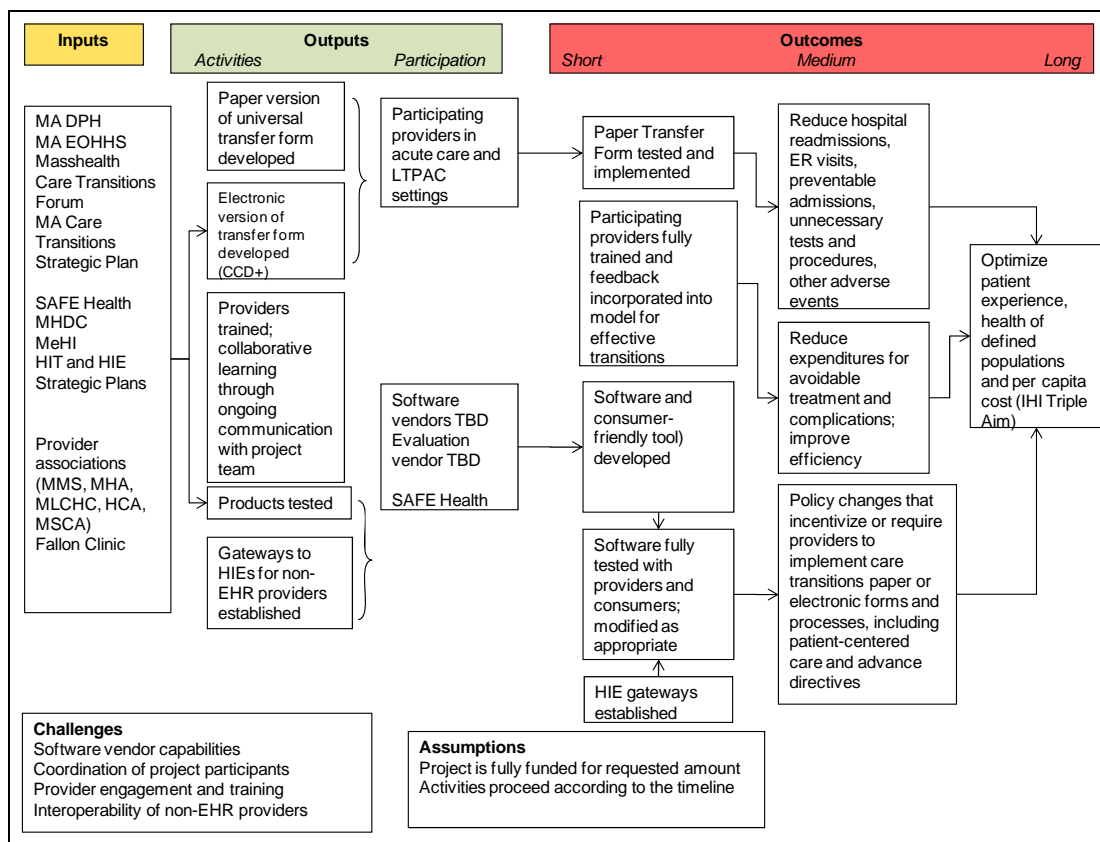 Inputs
Outputs
Activities
Participation
Outcomes
Short
Medium
Long
MA DPH
MA EOHHS
Masshealth
Care Transitions
Forum
MA Care
Transitions
Strategic Plan
SAFE Health
MHDC
MeHI
HIT and HIE
Strategic Plans
Provider
associations
(MMS, MHA,
MLCHC, HCA,
MSCA)
Fallon Clinic
Paper version
of universal
transfer form
developed
Electronic
version of
transfer form
developed
(CCD+)
Providers
trained;
collaborative
learning
through
ongoing
communication
with project
team
Products tested
Gateways to
HIEs for non-
EHR providers
established
Participating
providers in
acute care and
LTPAC
settings
Software
vendors TBD
Evaluation
vendor TBD
SAFE Health
Paper Transfer
Form tested and
implemented
Participating
providers fully
trained and
feedback
incorporated into
model for
effective
transitions
Software and
consumer-
friendly tool)
developed
Software fully
tested with
providers and
consumers;
modified as
appropriate
HIE gateways
established
Reduce hospital
readmissions,
ER visits,
preventable
admissions,
unnecessary
tests and
procedures,
other adverse
events
Reduce
expenditures for
avoidable
treatment and
complications;
improve
efficiency
Policy changes that
incentivize or require
providers to
implement care
transitions paper or
electronic forms and
processes, including
patient-centered
care and advance
directives
Optimize
patient
experience,
health of
defined
populations
and per capita
cost (IHI Triple
Aim)
Challenges
Software vendor capabilities
Coordination of project participants
Provider engagement and training
Interoperability of non-EHR providers
Assumptions
Project is fully funded for requested amount
Activities proceed according to the timeline